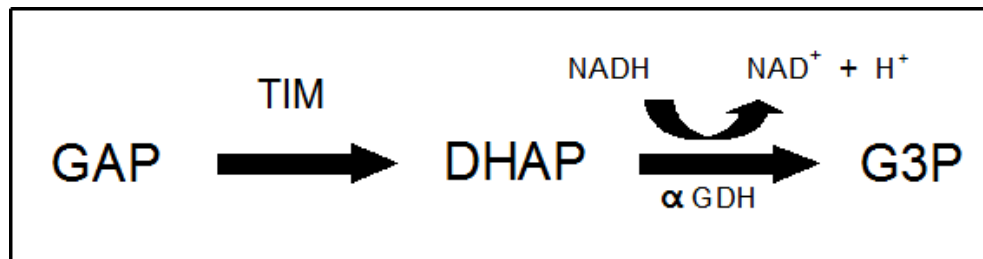 NADH NAD⁺ + H⁺
TIM
GAP DHAP G3P
α GDH